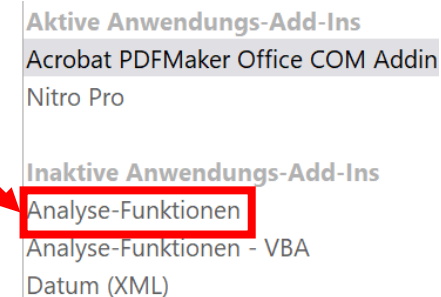 Aktive Anwendungs-Add-Ins
Acrobat PDFMaker Office COM Addin
Nitro Pro
Inaktive Anwendungs-Add-Ins
Analyse-Funktionen
Analyse-Funktionen - VBA
Datum (XML)